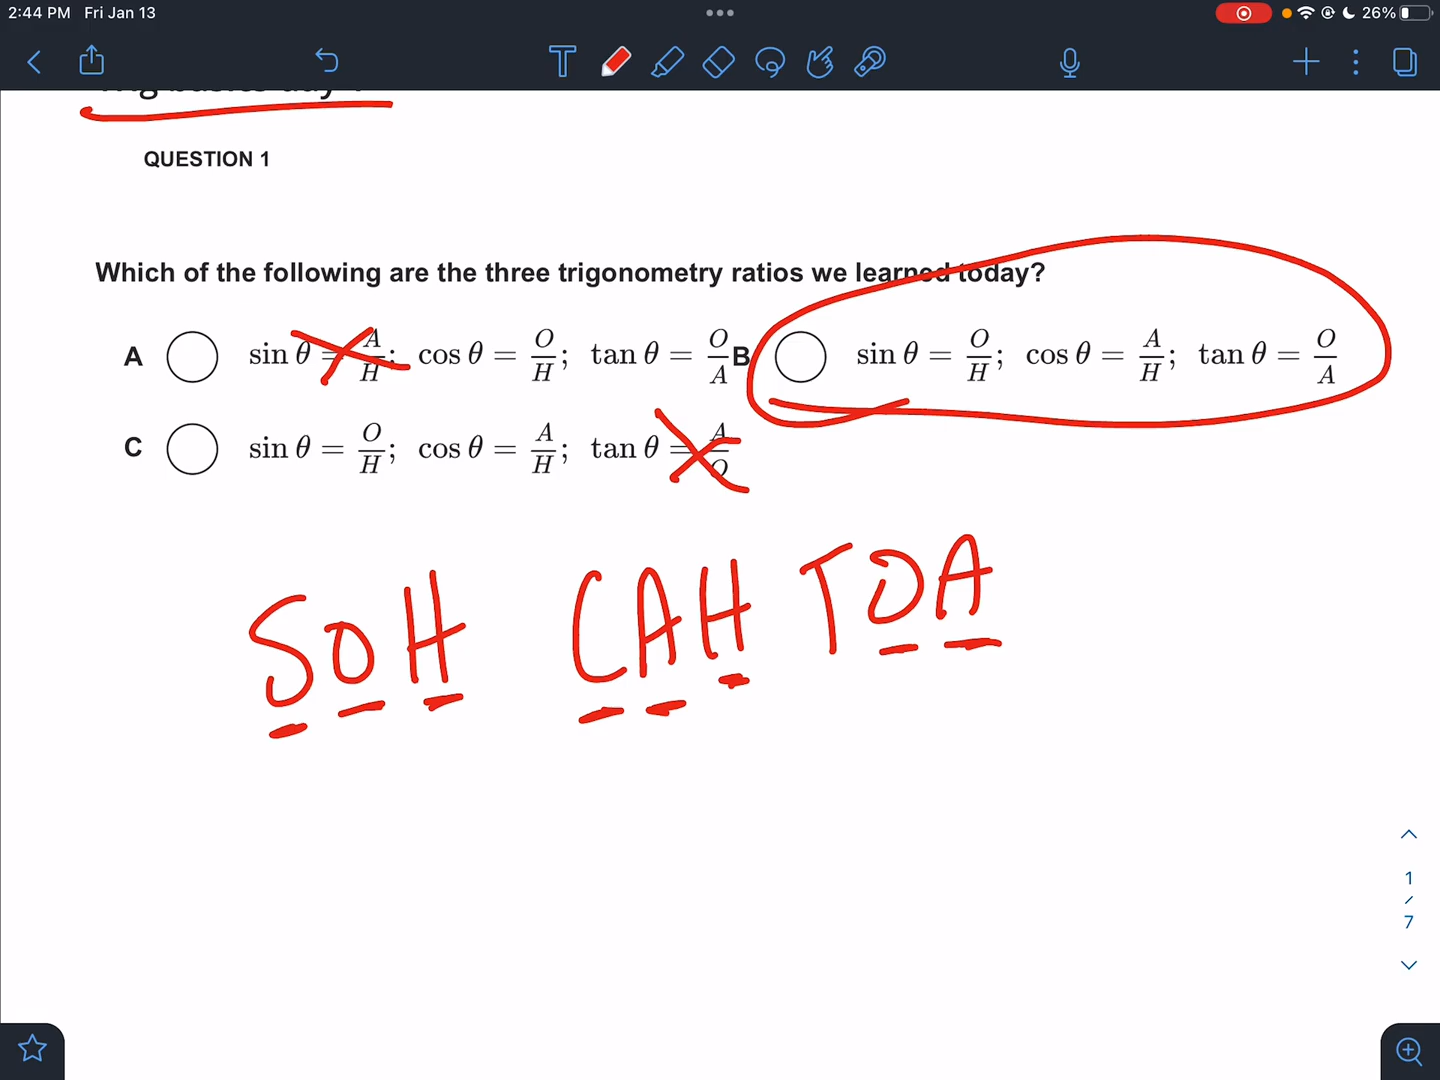 2:44 PM Fri Jan 13
26%
QUESTION 1
Which of the following are the three trigonometry ratios we learned today?
A sin θ = A/H; cos θ = O/H; tan θ = O/A
B sin θ = O/H; cos θ = A/H; tan θ = O/A
C sin θ = O/H; cos θ = A/H; tan θ = A/O
SOH CAH TOA
1
/
7